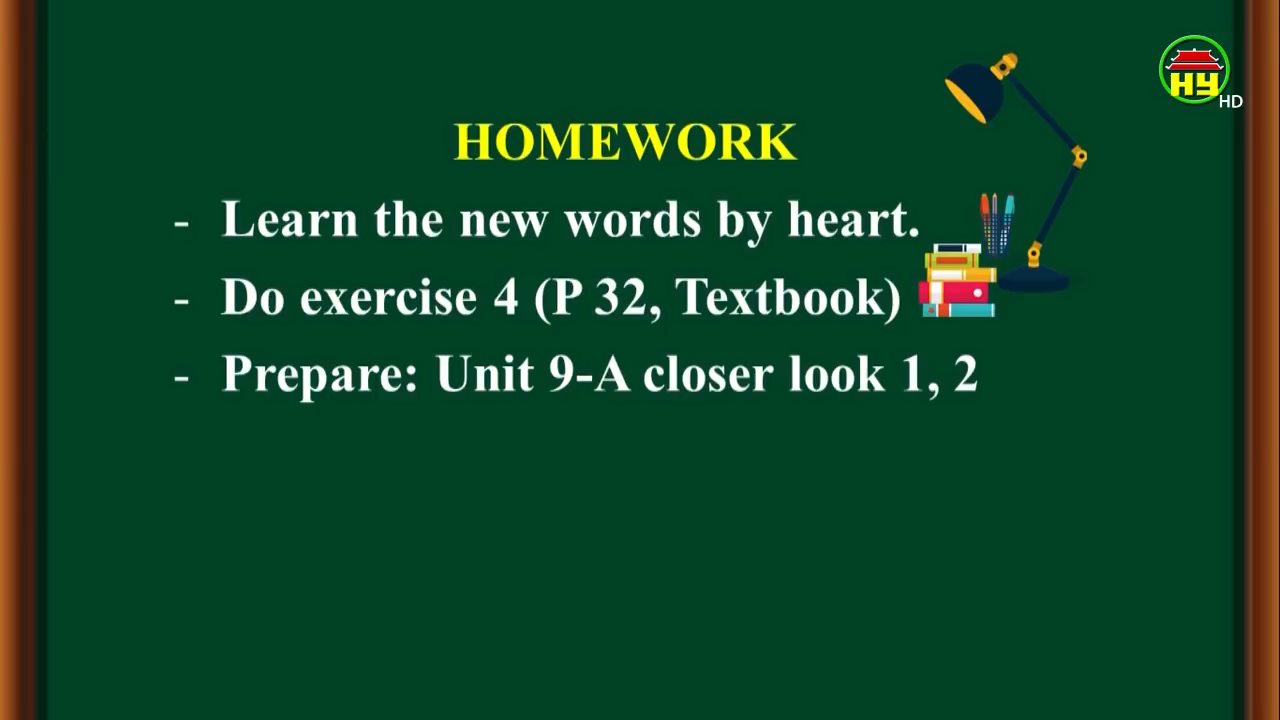 HY
HD
HOMEWORK
- Learn the new words by heart.
- Do exercise 4 (P 32, Textbook)
- Prepare: Unit 9-A closer look 1, 2